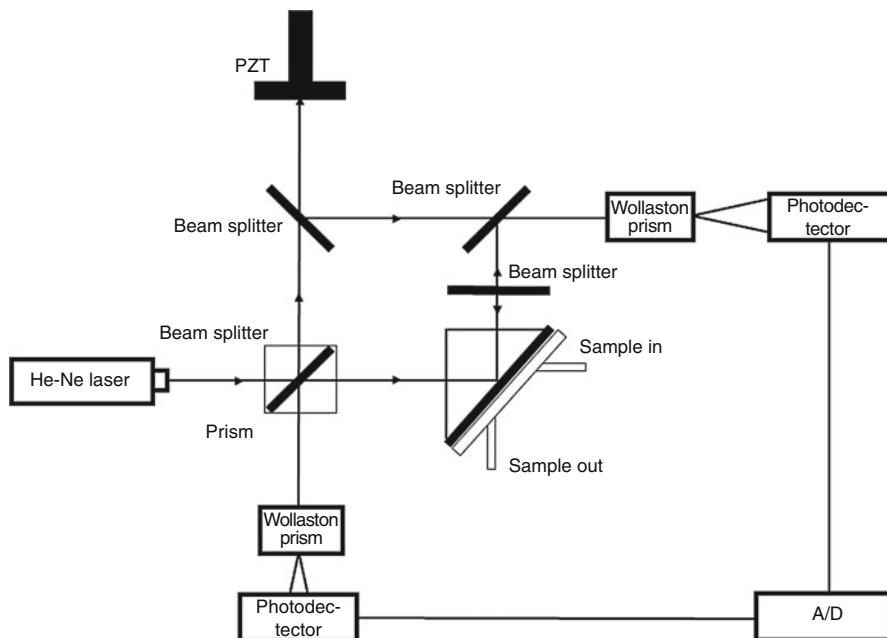 PZT
Beam splitter
Beam splitter
Wollaston
prism
Photodec-
tector
Beam splitter
Beam splitter
He-Ne laser
Sample in
Prism
Sample out
Wollaston
prism
Photodec-
tector
A/D